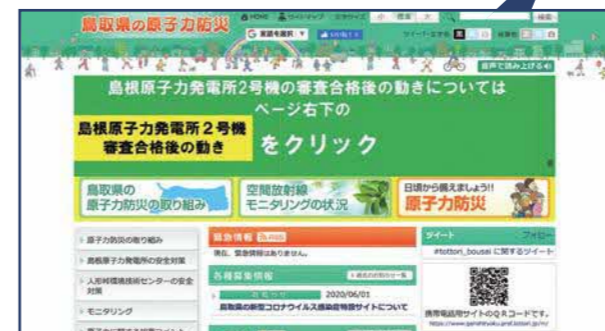 鳥取県の原子力防災
HOME サイトマップ 文字サイズ 小 標準 大 検索
言語を選択 ▼
音声で読み上げる
島根原子力発電所2号機の審査合格後の動きについては
ページ右下の
島根原子力発電所2号機
審査合格後の動き
をクリック
鳥取県の
原子力防災の取り組み
空間放射線
モニタリングの状況
日頃から備えましょう!!
原子力防災
原子力防災の取り組み
島根原子力発電所の安全対策
人形峠環境技術センターの安全
対策
モニタリング
緊急情報
現在、緊急情報はありません。
各種募集情報
お知らせ 2020/06/01
鳥取県の新型コロナウイルス感染症特設サイトについて
ツイート フォロー
#tottori_bousai に関するツイート
携帯電話用サイトのQRコードです。